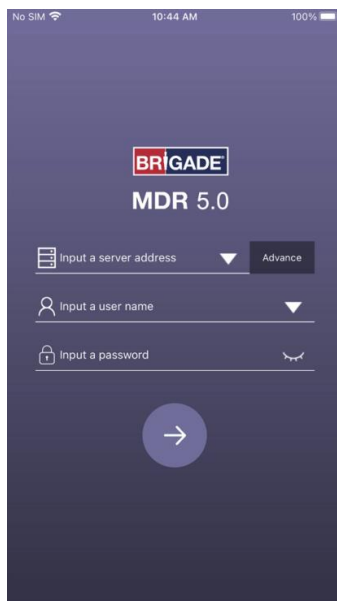 No SIM 10:44 AM 100%
BRIGADE
MDR 5.0
Input a server address Advance
Input a user name
Input a password